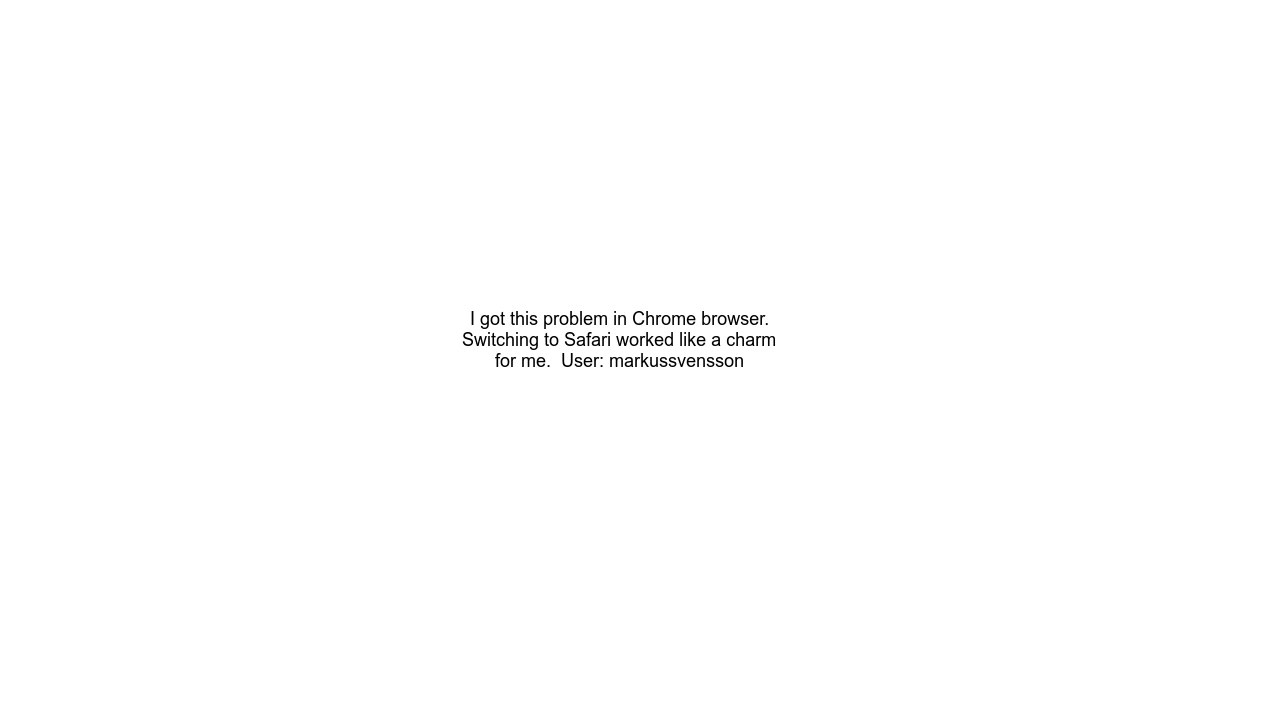 I got this problem in Chrome browser.
Switching to Safari worked like a charm
for me.  User: markussvensson